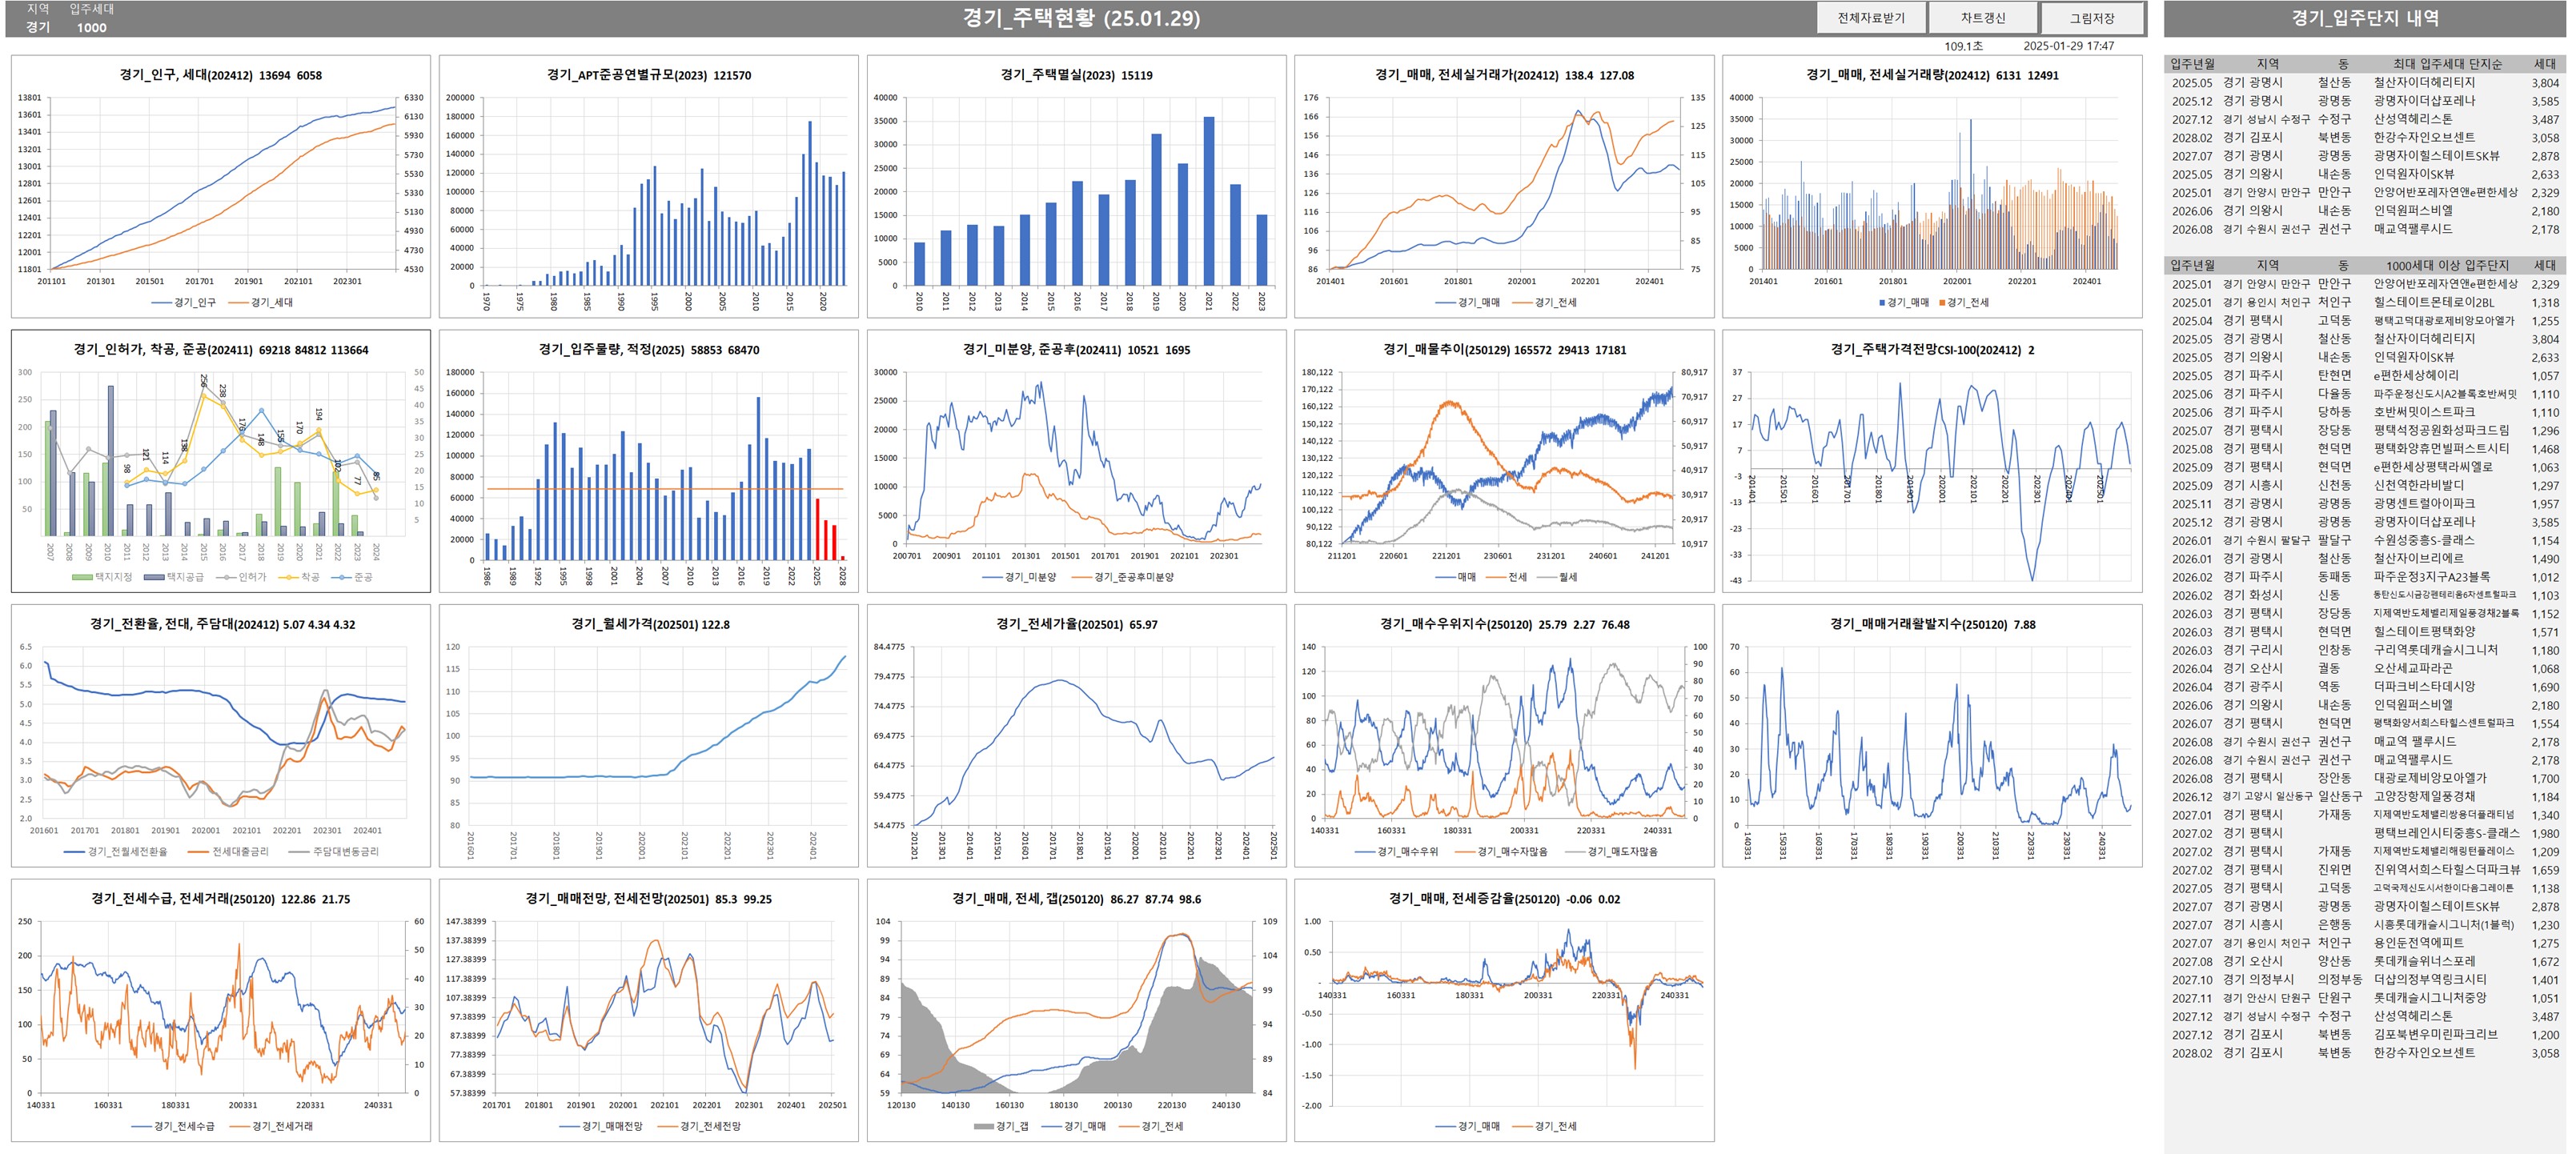 지역 입주세대
경기 1000
경기_주택현황 (25.01.29)
전체자료받기 차트갱신 그림저장
109.1초 2025-01-29 17:47
경기_인구, 세대(202412) 13694 6058
경기_인구 경기_세대
경기_APT준공연별규모(2023) 121570
경기_주택멸실(2023) 15119
경기_매매, 전세실거래가(202412) 138.4 127.08
경기_매매 경기_전세
경기_매매, 전세실거래량(202412) 6131 12491
경기_매매 경기_전세
경기_인허가, 착공, 준공(202411) 69218 84812 113664
택지지정 택지공급 인허가 착공 준공
경기_입주물량, 적정(2025) 58853 68470
경기_미분양, 준공후(202411) 10521 1695
경기_미분양 경기_준공후미분양
경기_매물추이(250129) 165572 29413 17181
매매 전세 월세
경기_주택가격전망CSI-100(202412) 2
경기_전환율, 전대, 주담대(202412) 5.07 4.34 4.32
경기_전월세전환율 전세대출금리 주담대변동금리
경기_월세가격(202501) 122.8
경기_전세가율(202501) 65.97
경기_매수우위지수(250120) 25.79 2.27 76.48
경기_매수우위 경기_매수자많음 경기_매도자많음
경기_매매거래활발지수(250120) 7.88
경기_전세수급, 전세거래(250120) 122.86 21.75
경기_전세수급 경기_전세거래
경기_매매전망, 전세전망(202501) 85.3 99.25
경기_매매전망 경기_전세전망
경기_매매, 전세, 갭(250120) 86.27 87.74 98.6
경기_갭 경기_매매 경기_전세
경기_매매, 전세증감율(250120) -0.06 0.02
경기_매매 경기_전세
경기_입주단지 내역
입주년월 지역 동 최대 입주세대 단지순 세대
2025.05 경기 광명시 철산동 철산자이더헤리티지 3,804
2025.12 경기 광명시 광명동 광명자이더샵포레나 3,585
2027.12 경기 성남시 수정구 수정구 산성역헤리스톤 3,487
2028.02 경기 김포시 북변동 한강수자인오브센트 3,058
2027.07 경기 광명시 광명동 광명자이힐스테이트SK뷰 2,878
2025.05 경기 의왕시 내손동 인덕원자이SK뷰 2,633
2025.01 경기 안양시 만안구 만안구 안양어반포레자연앤e편한세상 2,329
2026.06 경기 의왕시 내손동 인덕원퍼스비엘 2,180
2026.08 경기 수원시 권선구 권선구 매교역팰루시드 2,178
입주년월 지역 동 1000세대 이상 입주단지 세대
2025.01 경기 안양시 만안구 만안구 안양어반포레자연앤e편한세상 2,329
2025.01 경기 용인시 처인구 처인구 힐스테이트몬테로이2BL 1,318
2025.04 경기 평택시 고덕동 평택고덕대광로제비앙모아엘가 1,255
2025.05 경기 광명시 철산동 철산자이더헤리티지 3,804
2025.05 경기 의왕시 내손동 인덕원자이SK뷰 2,633
2025.05 경기 파주시 탄현면 e편한세상헤이리 1,057
2025.06 경기 파주시 다율동 파주운정신도시A2블록호반써밋 1,110
2025.06 경기 파주시 당하동 호반써밋이스트파크 1,110
2025.07 경기 평택시 장당동 평택석정공원화성파크드림 1,296
2025.08 경기 평택시 현덕면 평택화양휴먼빌퍼스트시티 1,468
2025.09 경기 평택시 현덕면 e편한세상평택라씨엘로 1,063
2025.09 경기 시흥시 신천동 신천역한라비발디 1,297
2025.11 경기 광명시 광명동 광명센트럴아이파크 1,957
2025.12 경기 광명시 광명동 광명자이더샵포레나 3,585
2026.01 경기 수원시 팔달구 팔달구 수원성중흥S-클래스 1,154
2026.01 경기 광명시 철산동 철산자이브리에르 1,490
2026.02 경기 파주시 동패동 파주운정3지구A23블록 1,012
2026.02 경기 화성시 신동 동탄신도시금강펜테리움6차센트럴파크 1,103
2026.03 경기 평택시 장당동 지제역반도체밸리제일풍경채2블록 1,152
2026.03 경기 평택시 현덕면 힐스테이트평택화양 1,571
2026.03 경기 구리시 인창동 구리역롯데캐슬시그니처 1,180
2026.04 경기 오산시 궐동 오산세교파라곤 1,068
2026.04 경기 광주시 역동 더파크비스타데시앙 1,690
2026.06 경기 의왕시 내손동 인덕원퍼스비엘 2,180
2026.07 경기 평택시 현덕면 평택화양서희스타힐스센트럴파크 1,554
2026.08 경기 수원시 권선구 권선구 매교역 팰루시드 2,178
2026.08 경기 수원시 권선구 권선구 매교역팰루시드 2,178
2026.08 경기 평택시 장안동 대광로제비앙모아엘가 1,700
2026.12 경기 고양시 일산동구 일산동구 고양장항제일풍경채 1,184
2027.01 경기 평택시 가재동 지제역반도체밸리쌍용더플래티넘 1,340
2027.02 경기 평택시 평택브레인시티중흥S-클래스 1,980
2027.02 경기 평택시 가재동 지제역반도체밸리해링턴플레이스 1,209
2027.02 경기 평택시 진위면 진위역서희스타힐스더파크뷰 1,659
2027.05 경기 평택시 고덕동 고덕국제신도시서한이다음그레이튼 1,138
2027.07 경기 광명시 광명동 광명자이힐스테이트SK뷰 2,878
2027.07 경기 시흥시 은행동 시흥롯데캐슬시그니처(1블럭) 1,230
2027.07 경기 용인시 처인구 처인구 용인둔전역에피트 1,275
2027.08 경기 오산시 양산동 롯데캐슬위너스포레 1,672
2027.10 경기 의정부시 의정부동 더샵의정부역링크시티 1,401
2027.11 경기 안산시 단원구 단원구 롯데캐슬시그니처중앙 1,051
2027.12 경기 성남시 수정구 수정구 산성역헤리스톤 3,487
2027.12 경기 김포시 북변동 김포북변우미린파크리브 1,200
2028.02 경기 김포시 북변동 한강수자인오브센트 3,058